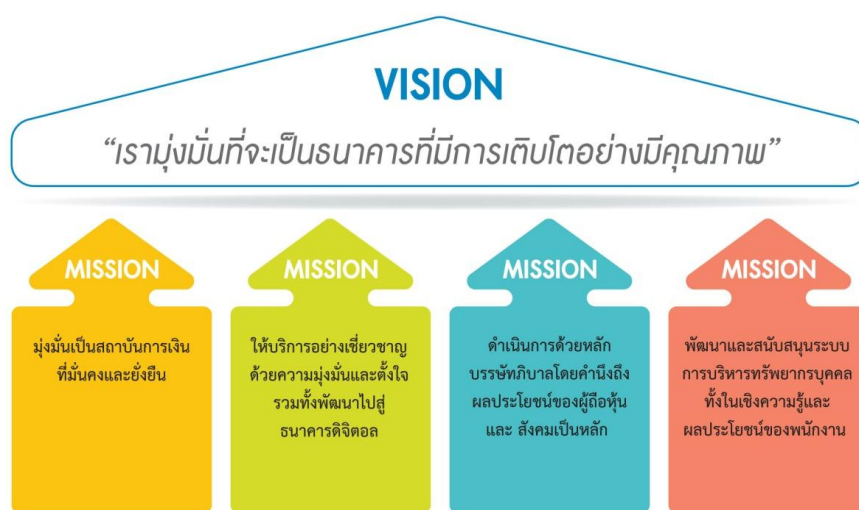 VISION
“เรามุ่งมั่นที่จะเป็นธนาคารที่มีการเติบโตอย่างมีคุณภาพ”
MISSION
มุ่งมั่นเป็นสถาบันการเงิน
ที่มั่นคงและยั่งยืน
MISSION
ให้บริการอย่างเชี่ยวชาญ
ด้วยความมุ่งมั่นและตั้งใจ
รวมทั้งพัฒนาไปสู่
ธนาคารดิจิตอล
MISSION
ดำเนินการด้วยหลัก
บรรษัทภิบาลโดยคำนึงถึง
ผลประโยชน์ของผู้ถือหุ้น
และ สังคมเป็นหลัก
MISSION
พัฒนาและสนับสนุนระบบ
การบริหารทรัพยากรบุคคล
ทั้งในเชิงความรู้และ
ผลประโยชน์ของพนักงาน